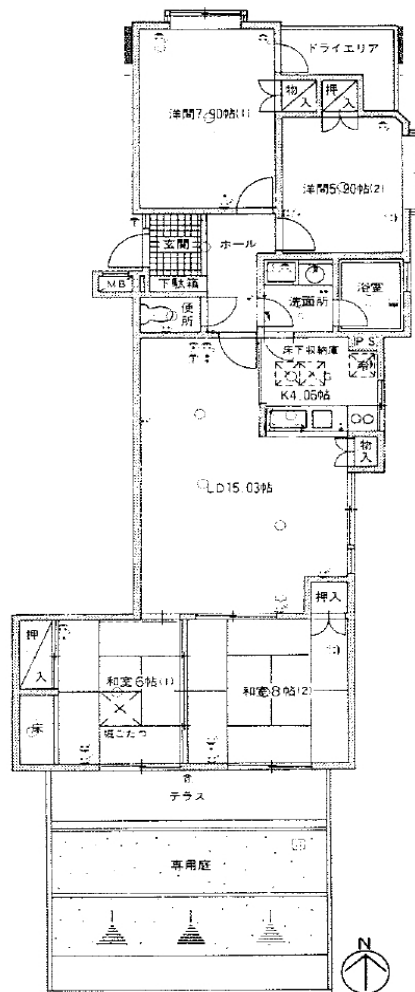 ドライエリア
洋間7.90帖(1)
物入
押入
洋間5.90帖(2)
玄関
ホール
MB
下駄箱
便所
洗面所
浴室
床下収納庫
PS
K4.05帖
物入
LD15.03帖
押入
押入
和室6帖(1)
和室8帖(2)
床
堀こたつ
テラス
専用庭
N